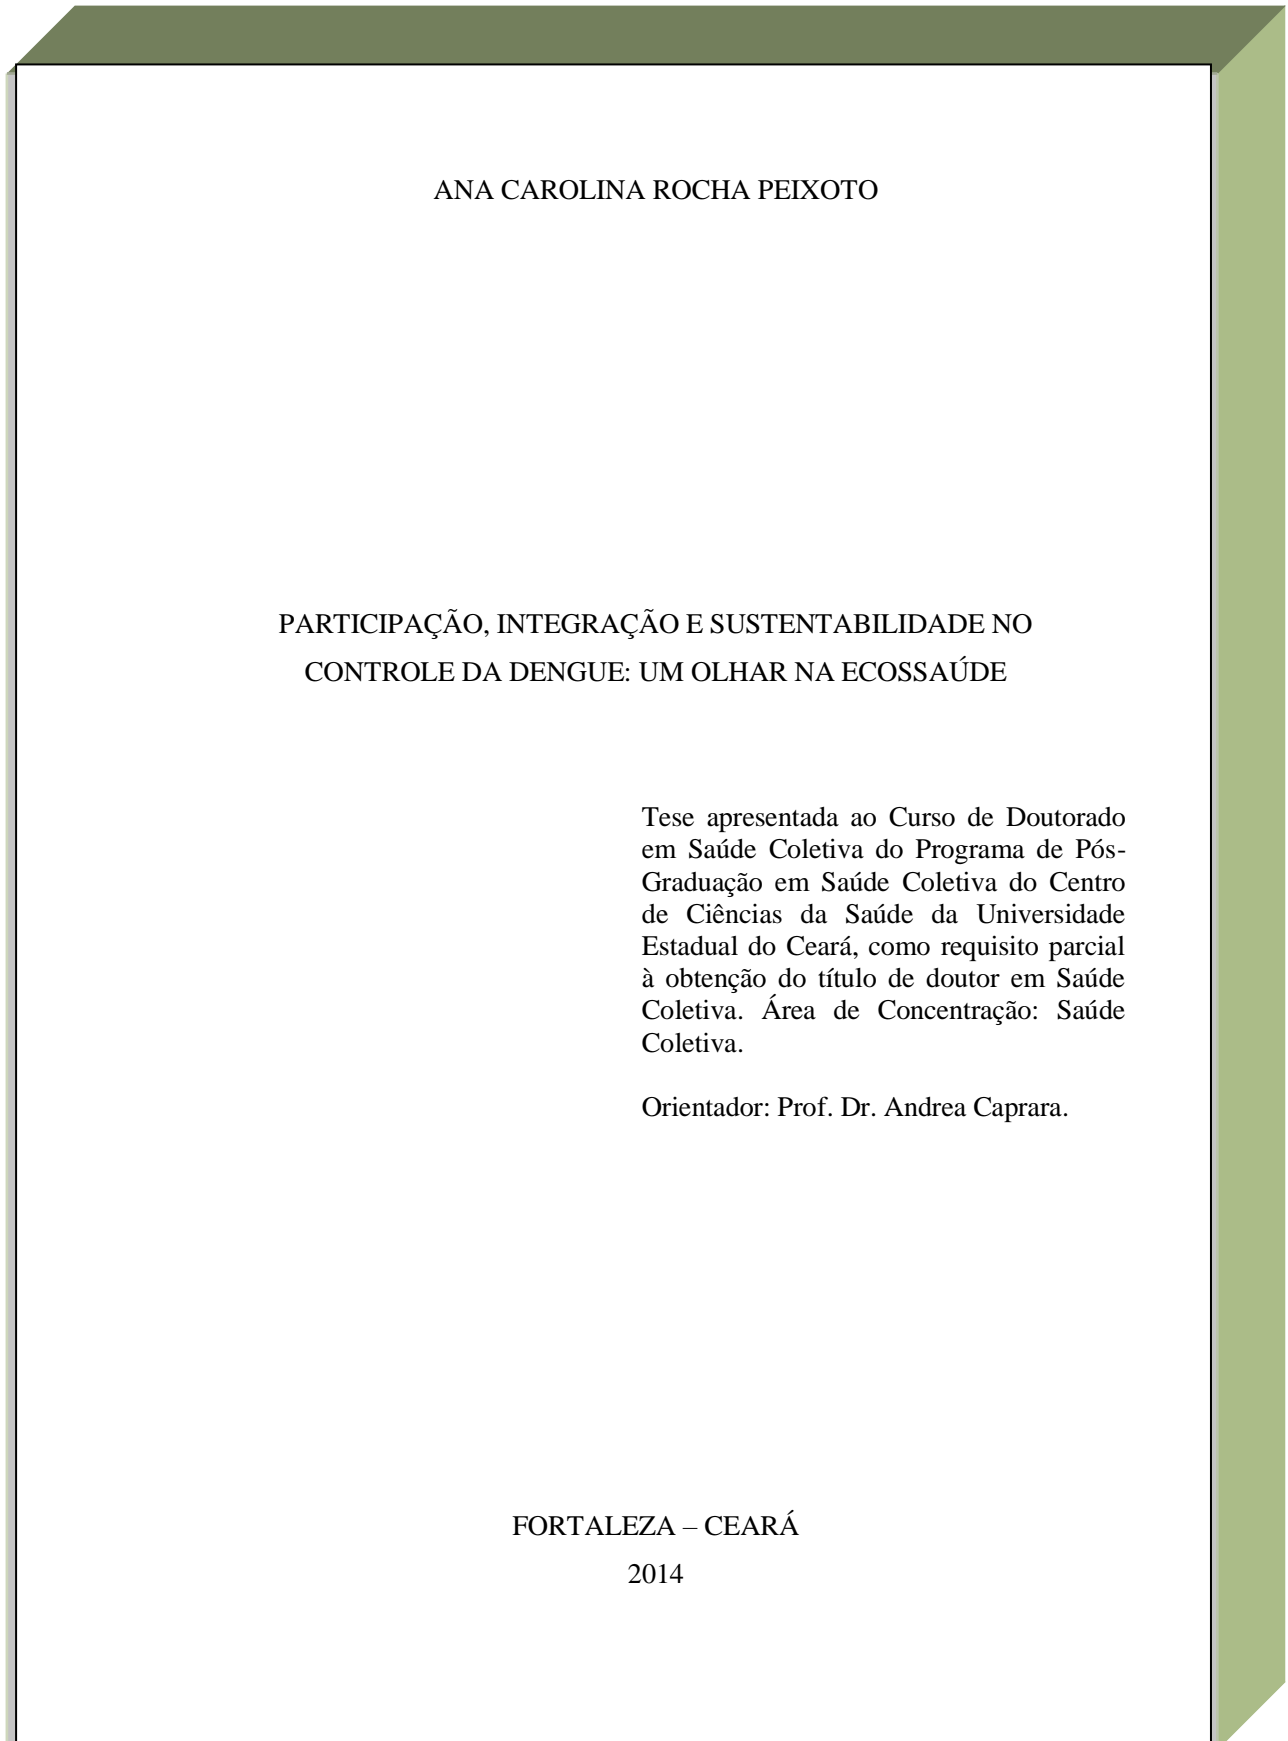 ANA CAROLINA ROCHA PEIXOTO
PARTICIPAÇÃO, INTEGRAÇÃO E SUSTENTABILIDADE NO
CONTROLE DA DENGUE: UM OLHAR NA ECOSSAÚDE
Tese apresentada ao Curso de Doutorado
em Saúde Coletiva do Programa de Pós-
Graduação em Saúde Coletiva do Centro
de Ciências da Saúde da Universidade
Estadual do Ceará, como requisito parcial
à obtenção do título de doutor em Saúde
Coletiva. Área de Concentração: Saúde
Coletiva.
Orientador: Prof. Dr. Andrea Caprara.
FORTALEZA – CEARÁ
2014